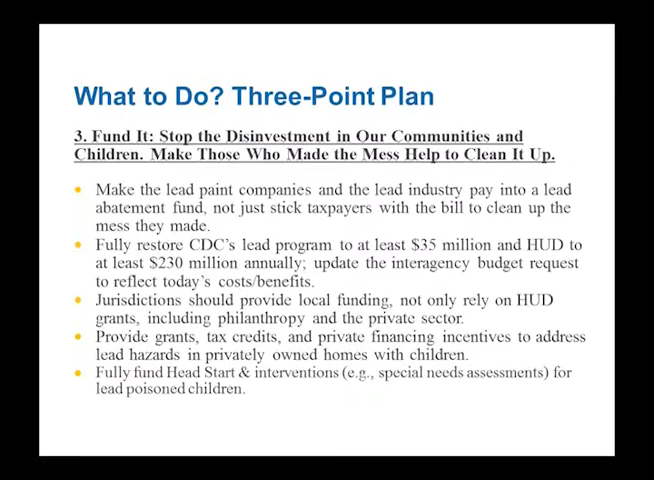 What to Do? Three-Point Plan
3. Fund It: Stop the Disinvestment in Our Communities and
Children. Make Those Who Made the Mess Help to Clean It Up.
• Make the lead paint companies and the lead industry pay into a lead
abatement fund, not just stick taxpayers with the bill to clean up the
mess they made.
• Fully restore CDC's lead program to at least $35 million and HUD to
at least $230 million annually; update the interagency budget request
to reflect today's costs/benefits.
• Jurisdictions should provide local funding, not only rely on HUD
grants, including philanthropy and the private sector.
• Provide grants, tax credits, and private financing incentives to address
lead hazards in privately owned homes with children.
• Fully fund Head Start & interventions (e.g., special needs assessments) for
lead poisoned children.